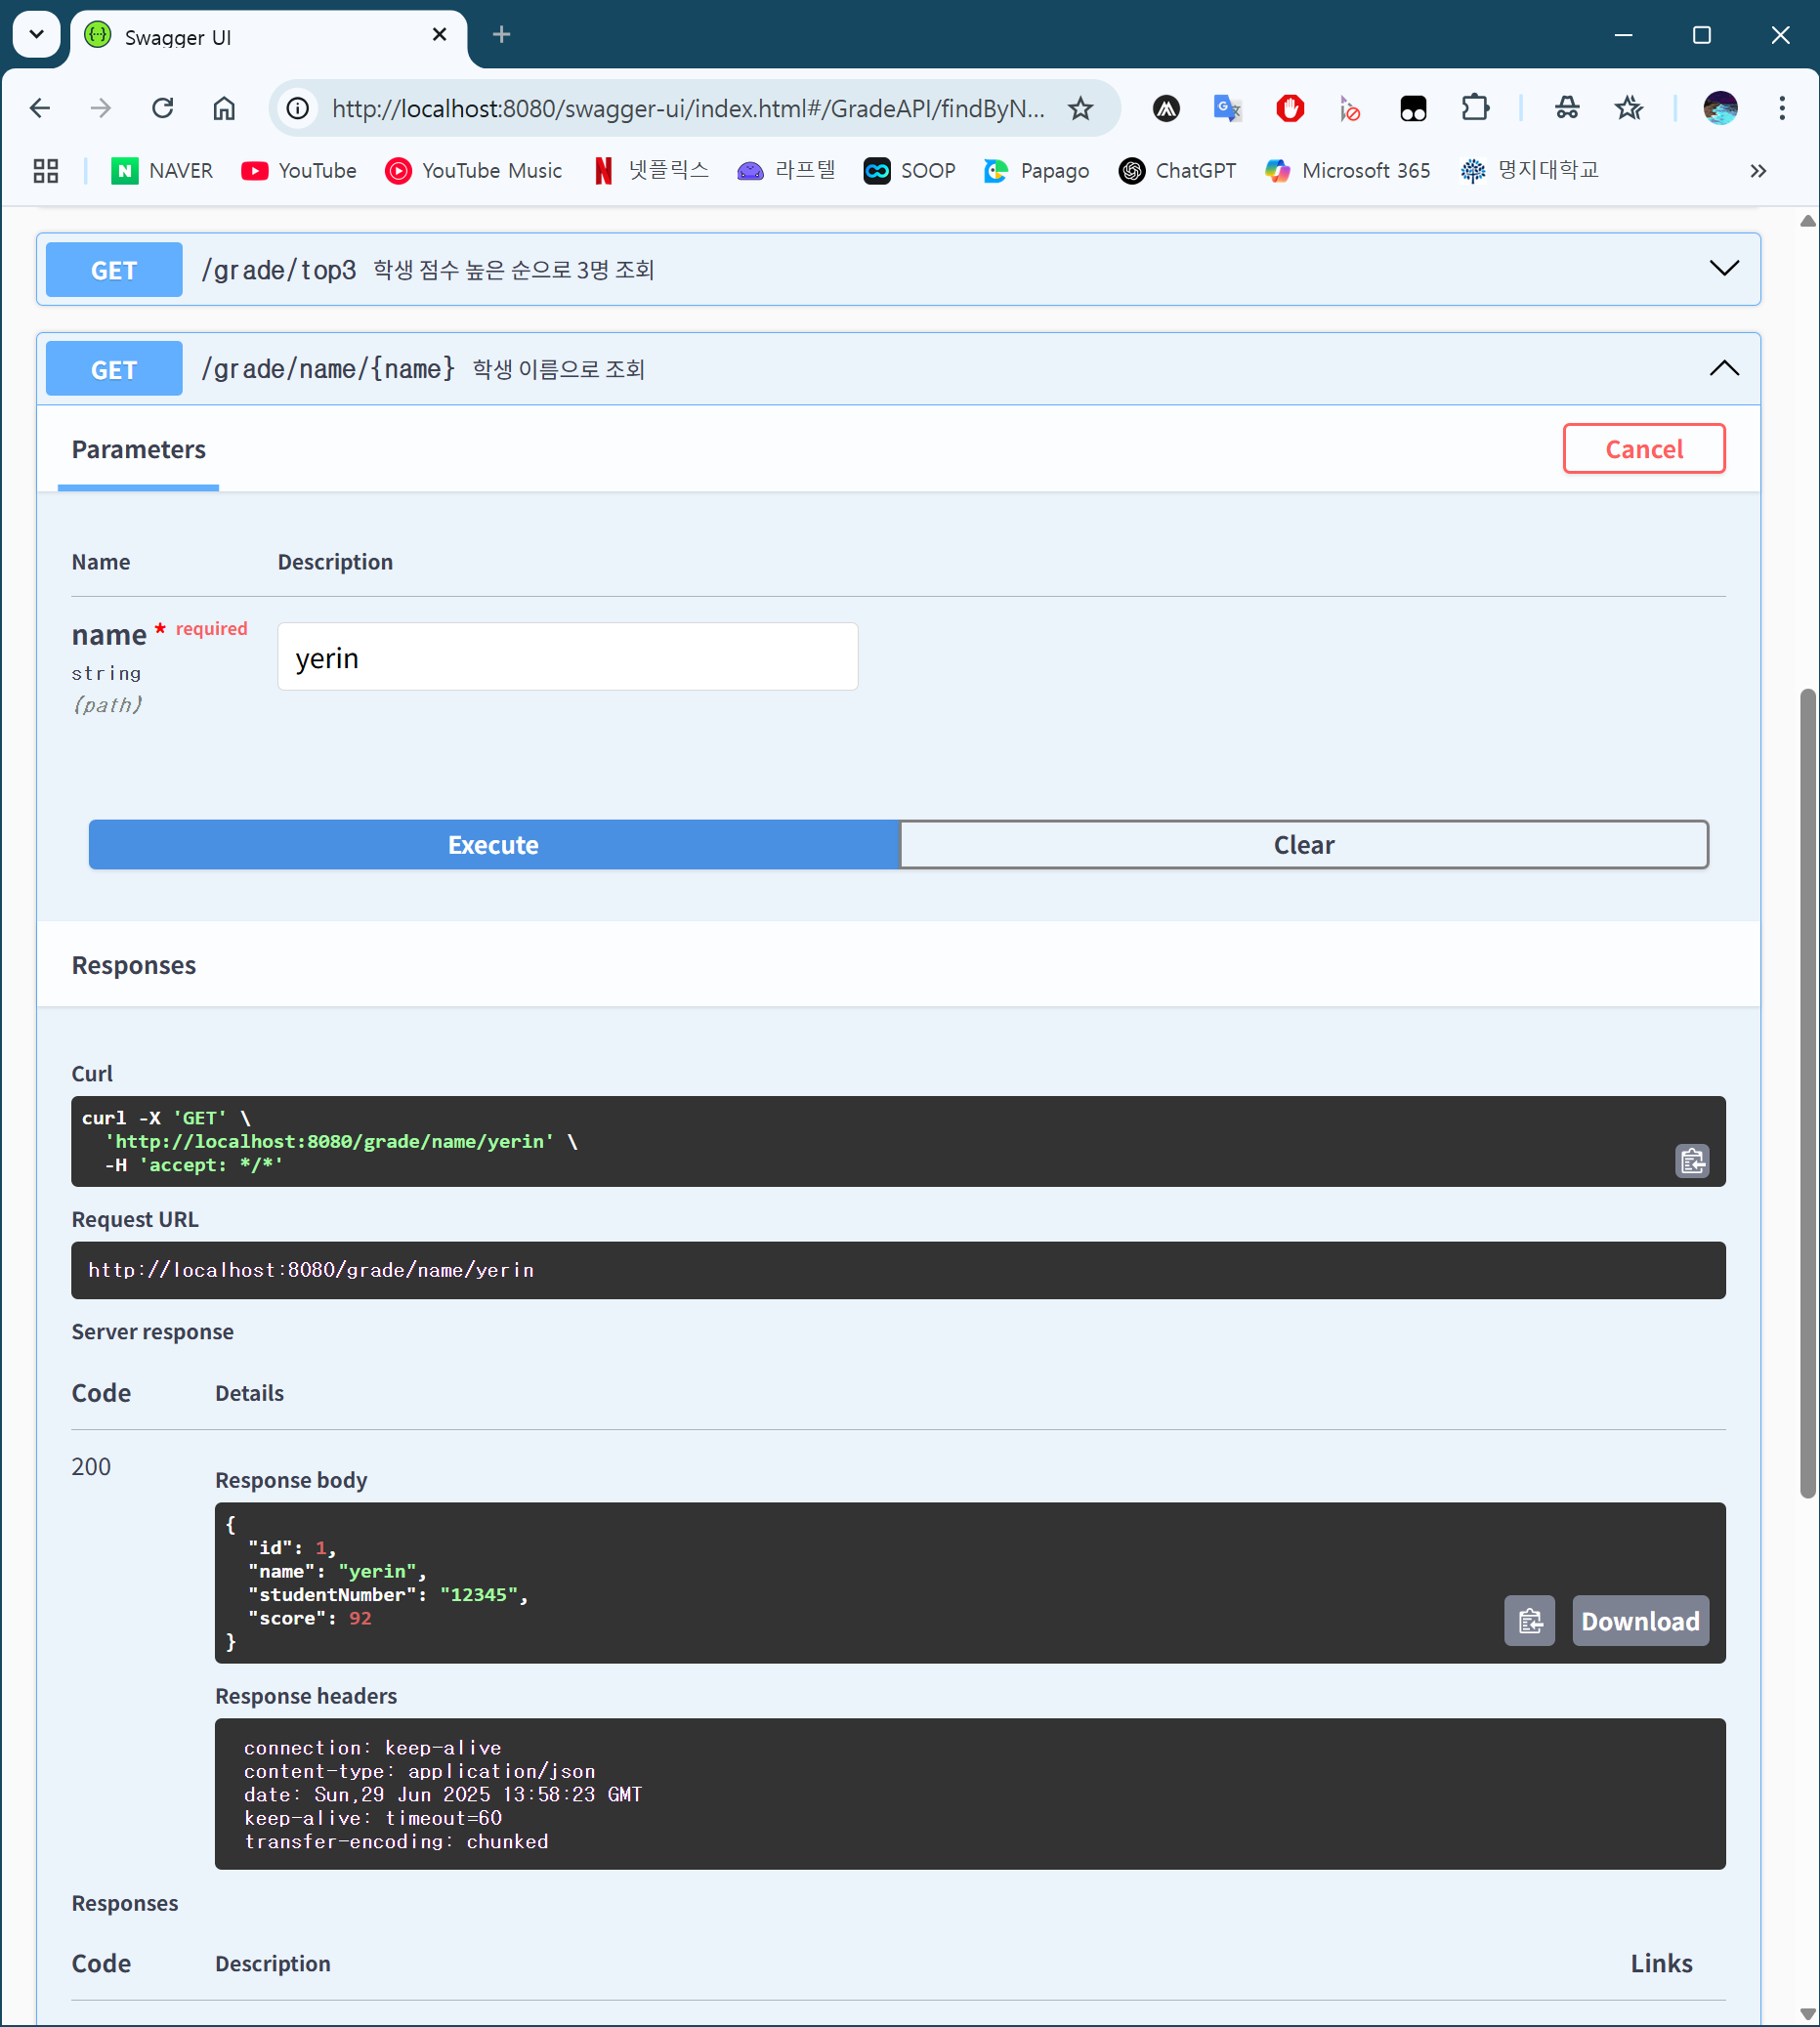 Swagger UI
http://localhost:8080/swagger-ui/index.html#/GradeAPI/findByN...
NAVER YouTube YouTube Music 넷플릭스 라프텔 SOOP Papago ChatGPT Microsoft 365 명지대학교
GET /grade/top3 학생 점수 높은 순으로 3명 조회
GET /grade/name/{name} 학생 이름으로 조회
Parameters Cancel
Name Description
name * required
string
(path)
yerin
Execute Clear
Responses
Curl
curl -X 'GET' \
  'http://localhost:8080/grade/name/yerin' \
  -H 'accept: */*'
Request URL
http://localhost:8080/grade/name/yerin
Server response
Code Details
200
Response body
{
  "id": 1,
  "name": "yerin",
  "studentNumber": "12345",
  "score": 92
}
Download
Response headers
connection: keep-alive
content-type: application/json
date: Sun,29 Jun 2025 13:58:23 GMT
keep-alive: timeout=60
transfer-encoding: chunked
Responses
Code Description Links